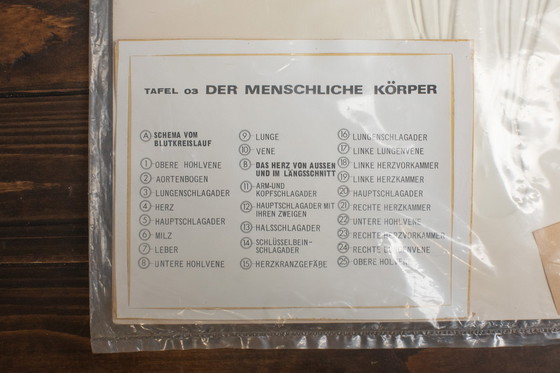 TAFEL 03 DER MENSCHLICHE KÖRPER
A SCHEMA VOM
BLUTKREISLAUF
1 OBERE HOHLVENE
2 AORTENBOGEN
3 LUNGENSCHLAGADER
4 HERZ
5 HAUPTSCHLAGADER
6 MILZ
7 LEBER
8 UNTERE HOHLVENE
9 LUNGE
10 VENE
B DAS HERZ VON AUSSEN
UND IM LÄNGSSCHNITT
11 ARM-UND
KOPFSCHLAGADER
12 HAUPTSCHLAGADER MIT
IHREN ZWEIGEN
13 HALSSCHLAGADER
14 SCHLÜSSELBEIN-
SCHLAGADER
15 HERZKRANZGEFÄßE
16 LUNGENSCHLAGADER
17 LINKE LUNGENVENE
18 LINKE HERZVORKAMMER
19 LINKE HERZKAMMER
20 HAUPTSCHLAGADER
21 RECHTE HERZKAMMER
22 UNTERE HOHLVENE
23 RECHTE HERZVORKAMMER
24 RECHTE LUNGENVENE
25 OBERE HOLVENE